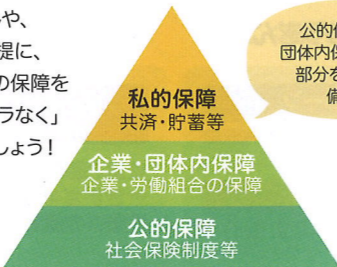 や、
提に、
の保障を
ラなく」
しょう！
公的
団体内保
部分を
備
私的保障
共済・貯蓄等
企業・団体内保障
企業・労働組合の保障
公的保障
社会保険制度等